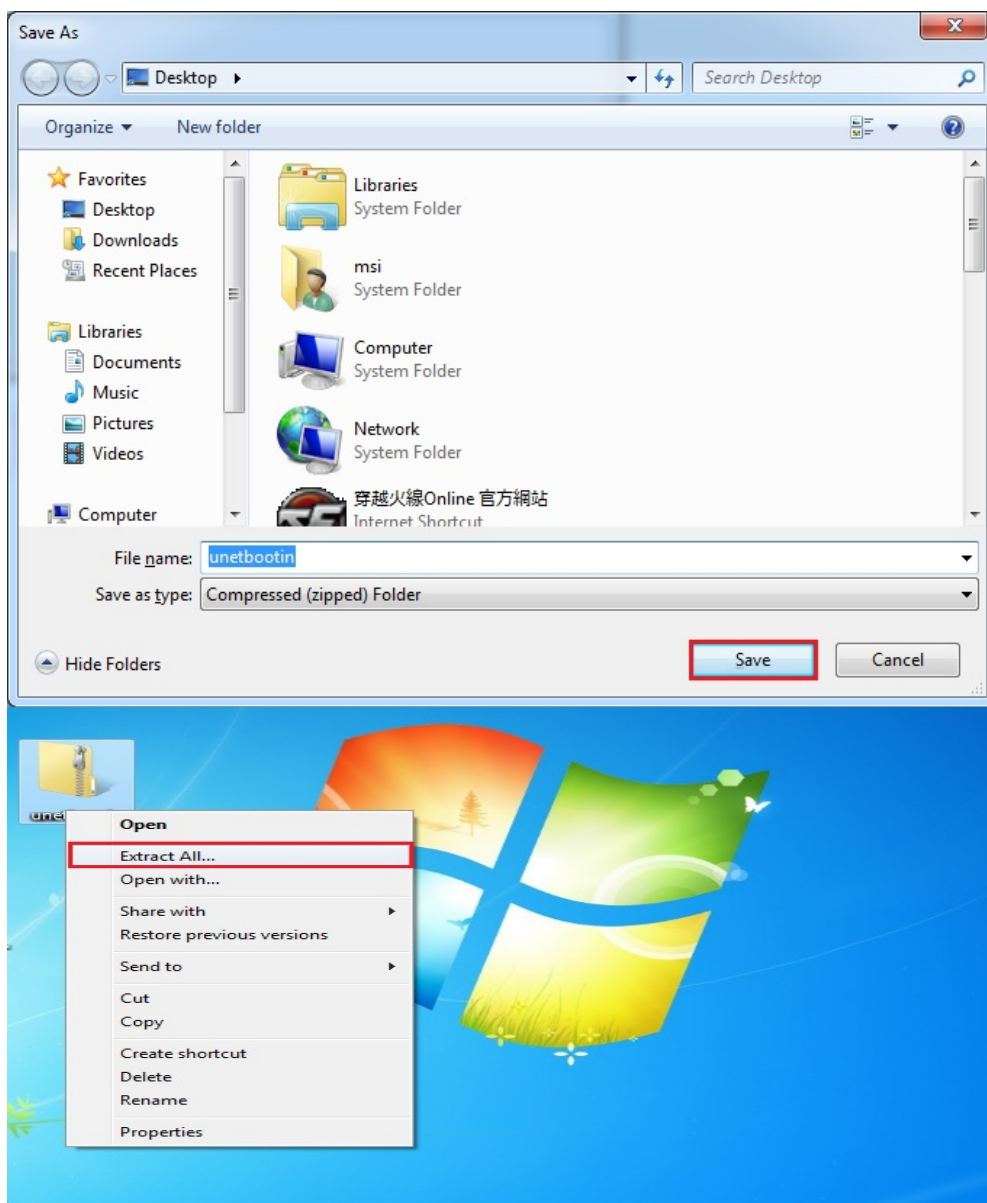 Save As
Desktop
Search Desktop
Organize
New folder
Favorites
Desktop
Downloads
Recent Places
Libraries
Documents
Music
Pictures
Videos
Computer
Libraries
System Folder
msi
System Folder
Computer
System Folder
Network
System Folder
穿越火線Online 官方網站
Internet Shortcut
File name: unetbootin
Save as type: Compressed (zipped) Folder
Hide Folders
Save
Cancel
Open
Extract All...
Open with...
Share with
Restore previous versions
Send to
Cut
Copy
Create shortcut
Delete
Rename
Properties